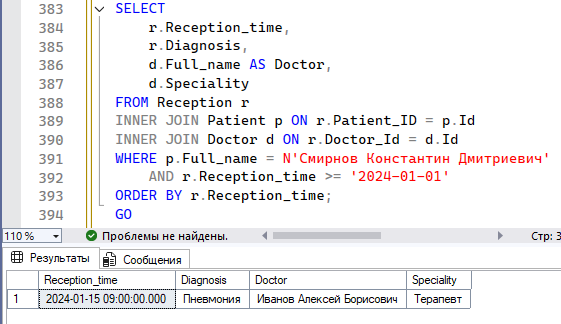 383 SELECT
384 r.Reception_time,
385 r.Diagnosis,
386 d.Full_name AS Doctor,
387 d.Speciality
388 FROM Reception r
389 INNER JOIN Patient p ON r.Patient_ID = p.Id
390 INNER JOIN Doctor d ON r.Doctor_Id = d.Id
391 WHERE p.Full_name = N'Смирнов Константин Дмитриевич'
392 AND r.Reception_time >= '2024-01-01'
393 ORDER BY r.Reception_time;
394 GO
110 % Проблемы не найдены. Стр: 3
Результаты Сообщения
Reception_time Diagnosis Doctor Speciality
1 2024-01-15 09:00:00.000 Пневмония Иванов Алексей Борисович Терапевт